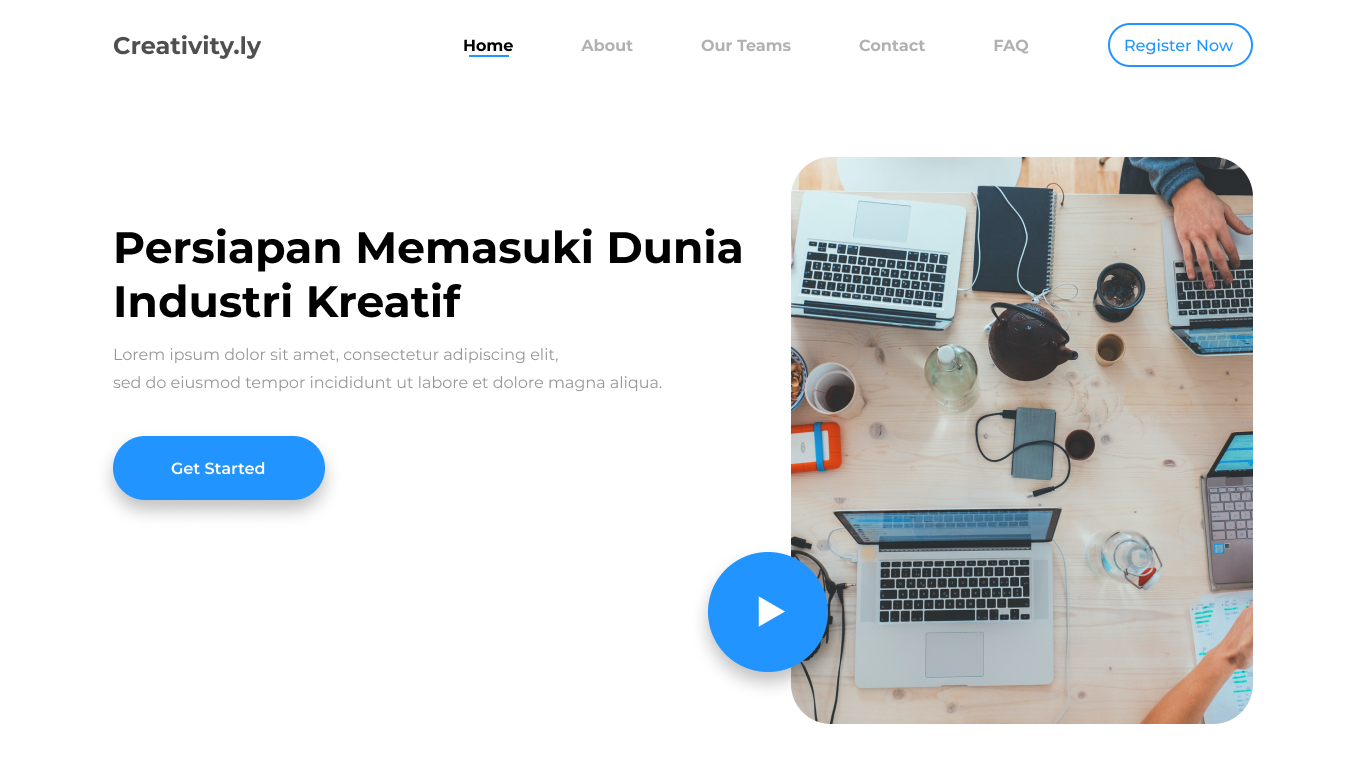 Creativity.ly
Home
About
Our Teams
Contact
FAQ
Register Now
Persiapan Memasuki Dunia
Industri Kreatif
Lorem ipsum dolor sit amet, consectetur adipiscing elit,
sed do eiusmod tempor incididunt ut labore et dolore magna aliqua.
Get Started